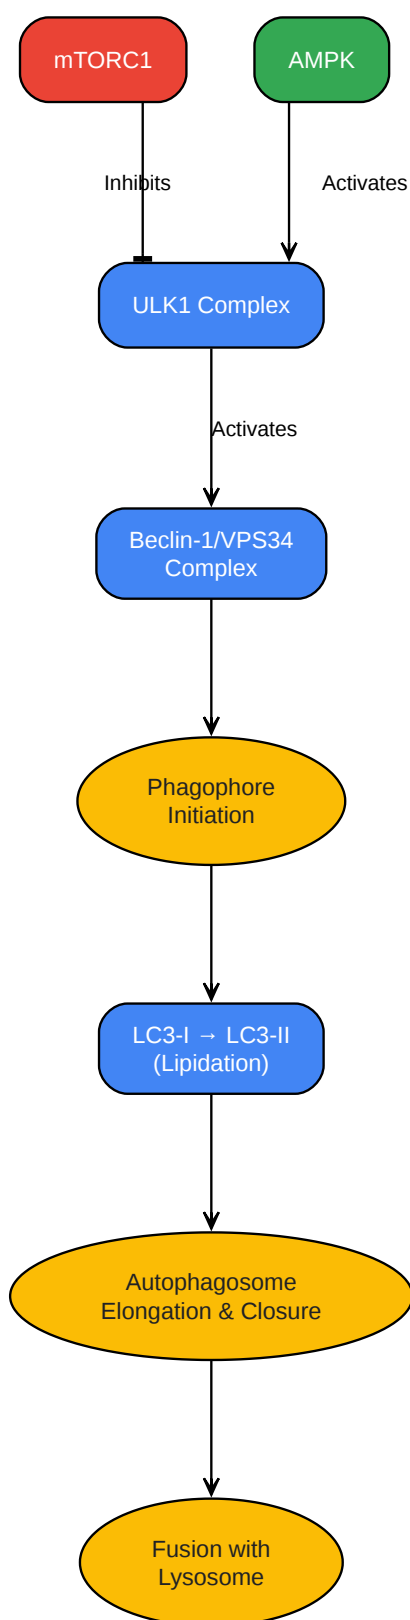 mTORC1
AMPK
Inhibits
Activates
ULK1 Complex
Activates
Beclin-1/VPS34
Complex
Phagophore
Initiation
LC3-I → LC3-II
(Lipidation)
Autophagosome
Elongation & Closure
Fusion with
Lysosome